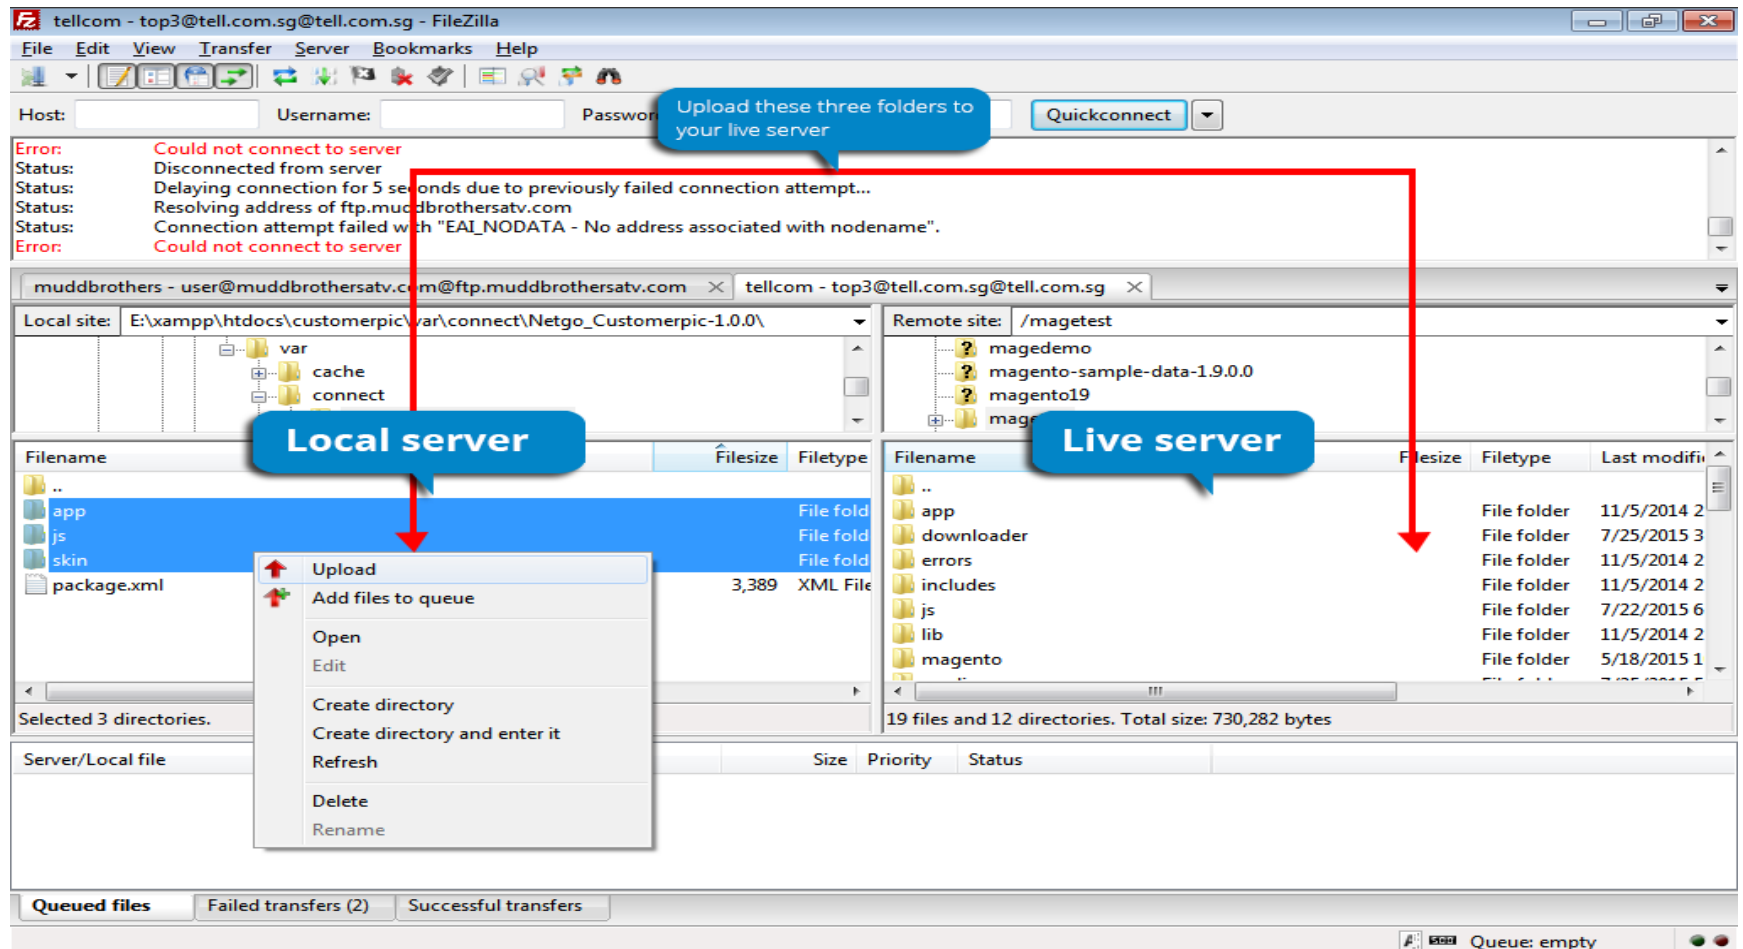 tellcom - top3@tell.com.sg@tell.com.sg - FileZilla
File Edit View Transfer Server Bookmarks Help
Host: Username: Quickconnect
Upload these three folders to
your live server
Error: Could not connect to server
Status: Disconnected from server
Status: Delaying connection for 5 seconds due to previously failed connection attempt...
Status: Resolving address of ftp.muddbrothersatv.com
Status: Connection attempt failed with "EAI_NODATA - No address associated with nodename".
Error: Could not connect to server
muddbrothers - user@muddbrothersatv.com@ftp.muddbrothersatv.com tellcom - top3@tell.com.sg@tell.com.sg
Local site: E:\xampp\htdocs\customerpic\var\connect\Netgo_Customerpic-1.0.0\
var
cache
connect
Remote site: /magetest
magedemo
magento-sample-data-1.9.0.0
magento19
Local server
Live server
Filename Filesize Filetype
..
app File fold
js File fold
skin File fold
package.xml 3,389 XML File
Selected 3 directories.
Upload
Add files to queue
Open
Edit
Create directory
Create directory and enter it
Refresh
Delete
Rename
Filename Filesize Filetype Last modifi
..
app File folder 11/5/2014 2
downloader File folder 7/25/2015 3
errors File folder 11/5/2014 2
includes File folder 11/5/2014 2
js File folder 7/22/2015 6
lib File folder 11/5/2014 2
magento File folder 5/18/2015 1
19 files and 12 directories. Total size: 730,282 bytes
Server/Local file Size Priority Status
Queued files Failed transfers (2) Successful transfers
Queue: empty